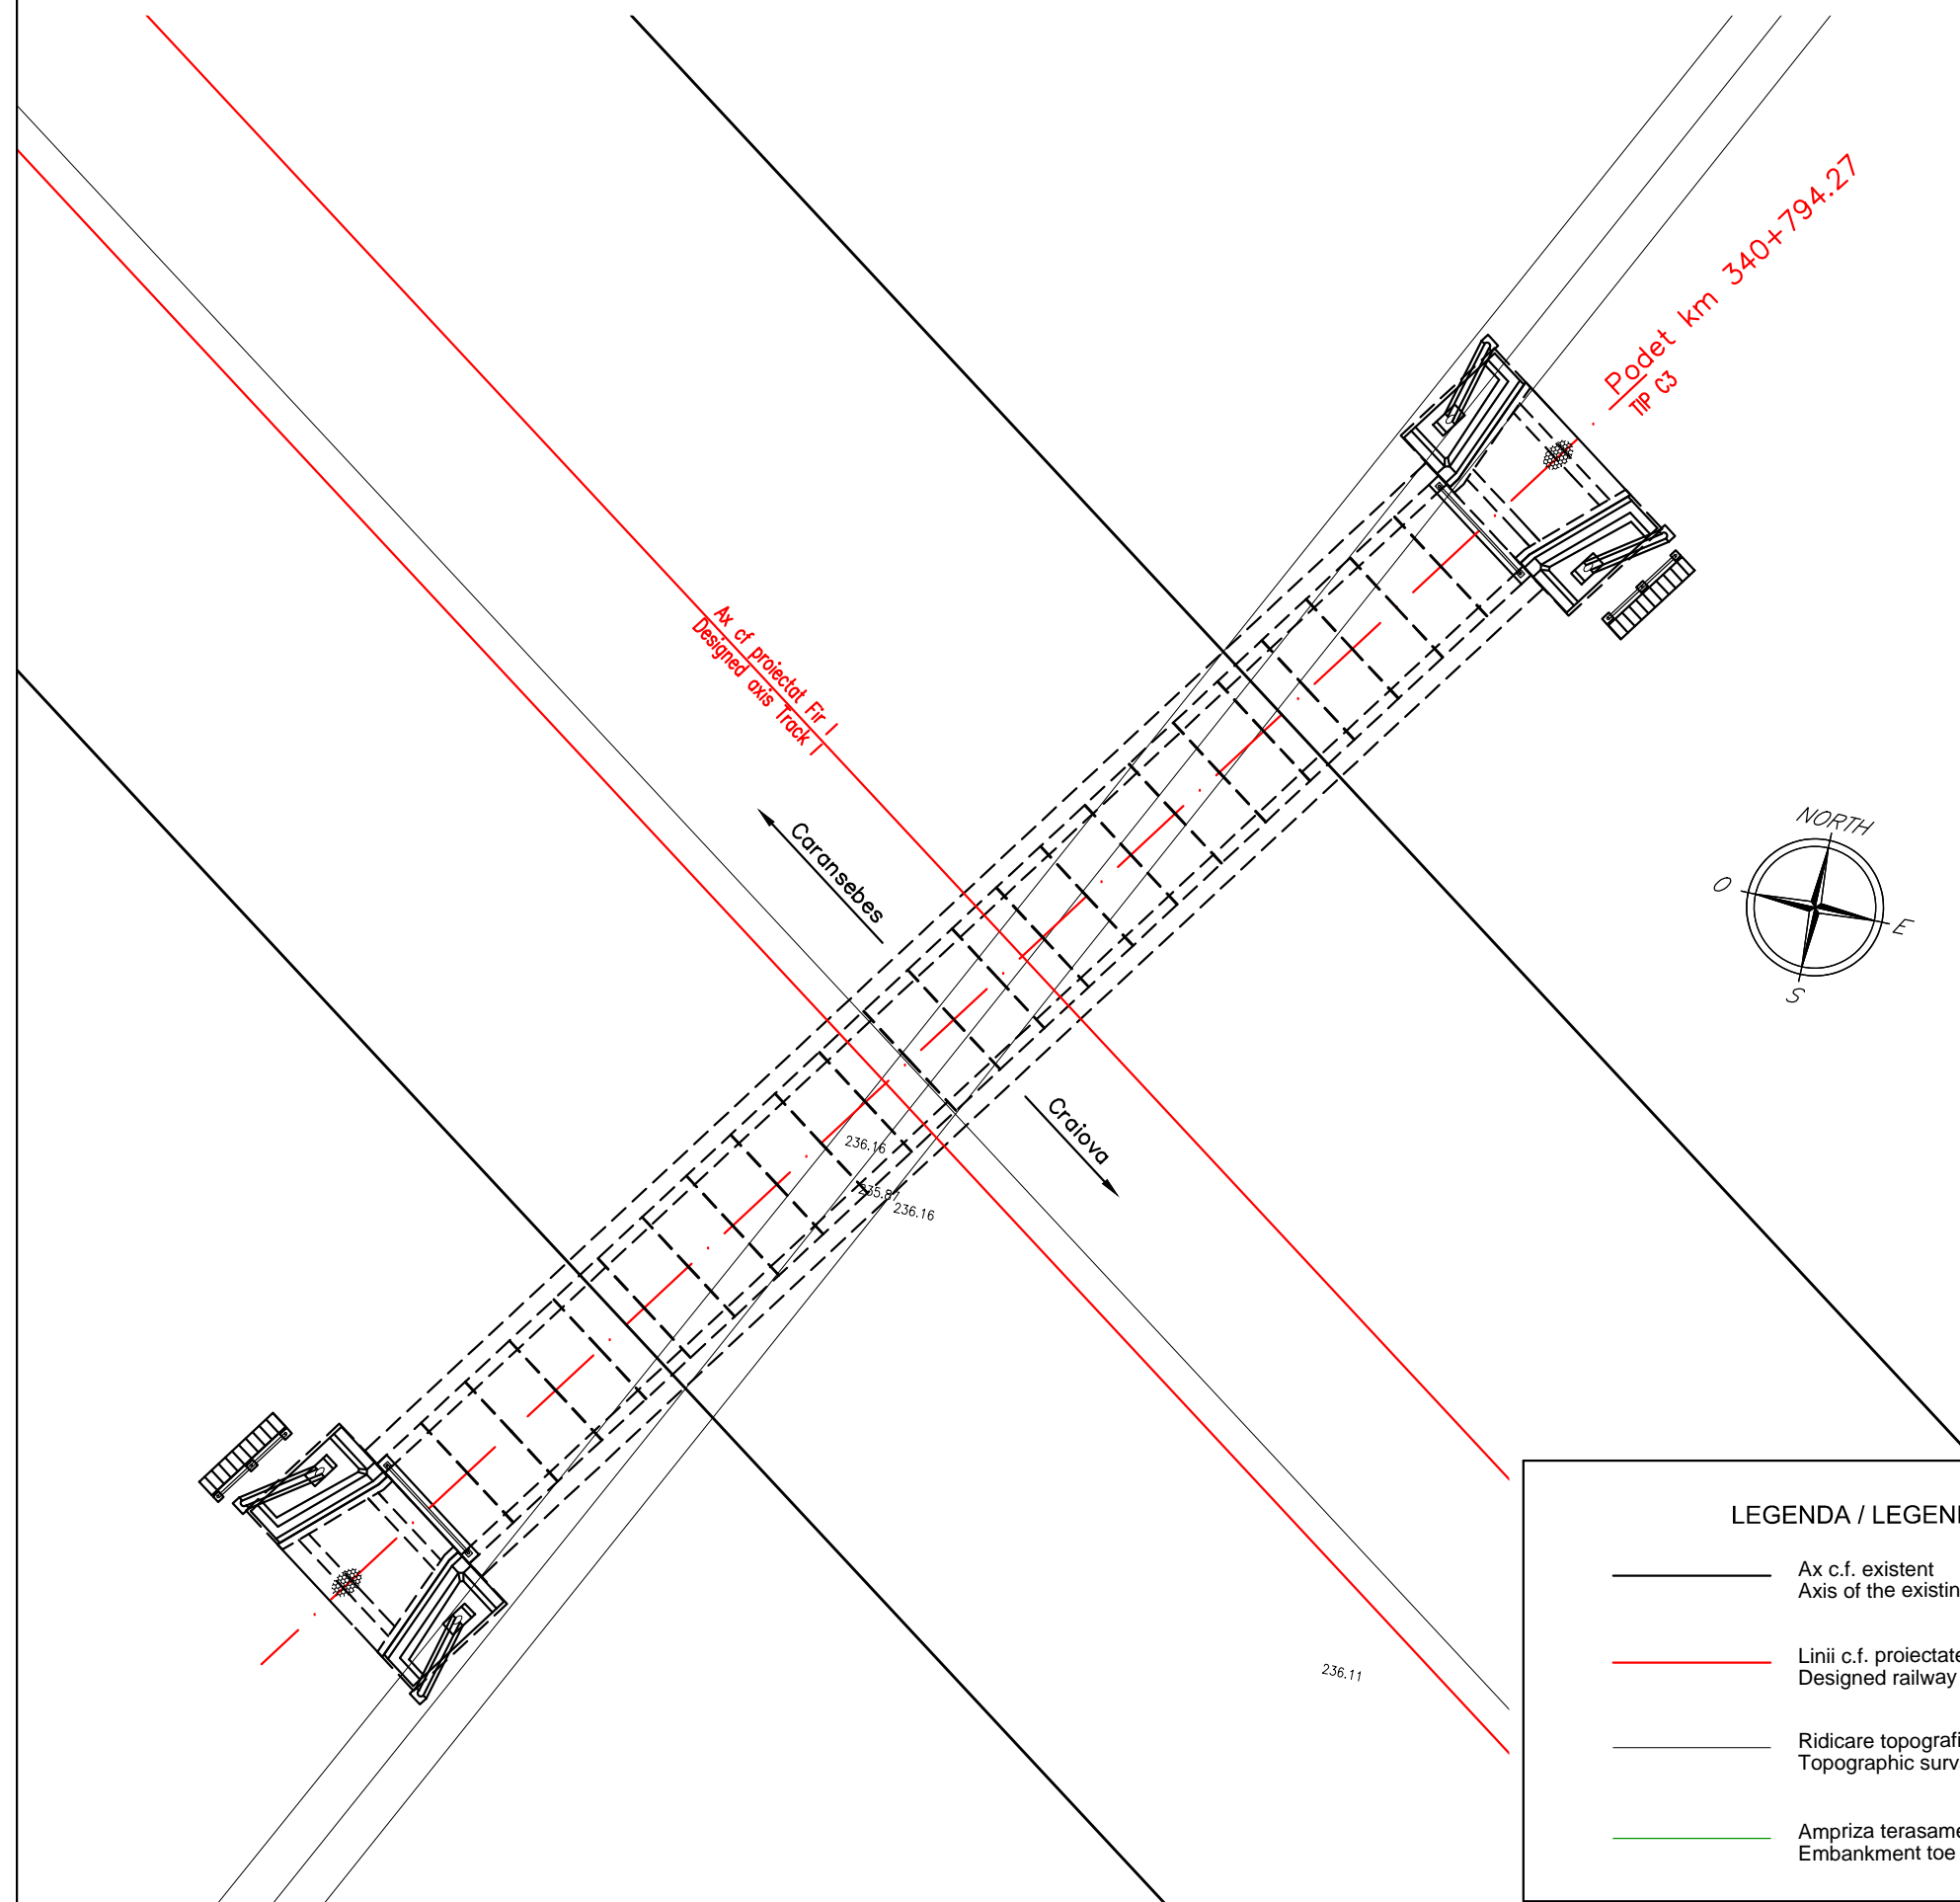 Podet km 340+794.27
TIP C3
Ax cf proiectat Fir I
Designed axis Track I
Caransebes
NORTH
O
E
S
Craiova
236.16
235.87
236.16
236.11
LEGENDA / LEGEN
Ax c.f. existent
Axis of the existin
Linii c.f. proiectate
Designed railway
Ridicare topografi
Topographic surv
Ampriza terasame
Embankment toe